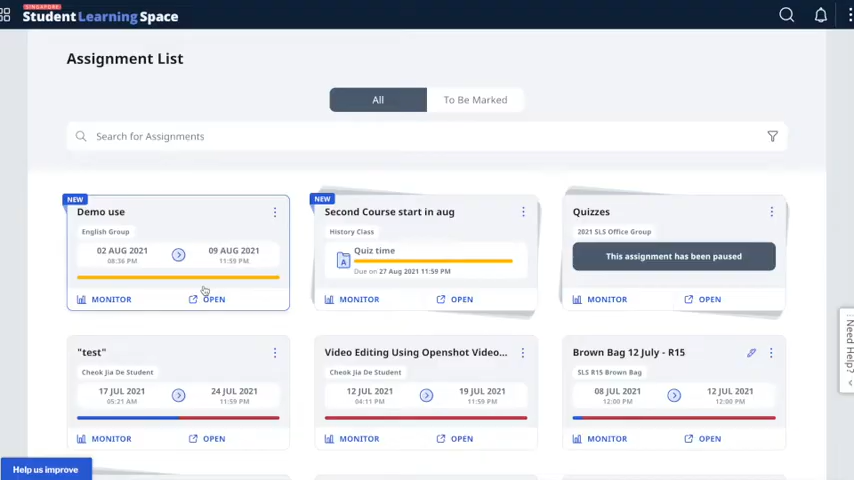 SINGAPORE
Student Learning Space
Assignment List
All
To Be Marked
Search for Assignments
NEW
Demo use
English Group
02 AUG 2021
08:36 PM
09 AUG 2021
11:59 PM
MONITOR
OPEN
NEW
Second Course start in aug
History Class
A
Quiz time
Due on 27 Aug 2021 11:59 PM
MONITOR
OPEN
Quizzes
2021 SLS Office Group
This assignment has been paused
MONITOR
OPEN
"test"
Cheok Jia De Student
17 JUL 2021
05:21 AM
24 JUL 2021
11:59 PM
MONITOR
OPEN
Video Editing Using Openshot Video...
Cheok Jia De Student
12 JUL 2021
04:11 PM
19 JUL 2021
11:59 PM
MONITOR
OPEN
Brown Bag 12 July - R15
SLS R15 Brown Bag
08 JUL 2021
12:00 PM
12 JUL 2021
12:00 PM
MONITOR
OPEN
Need Help?
Help us improve